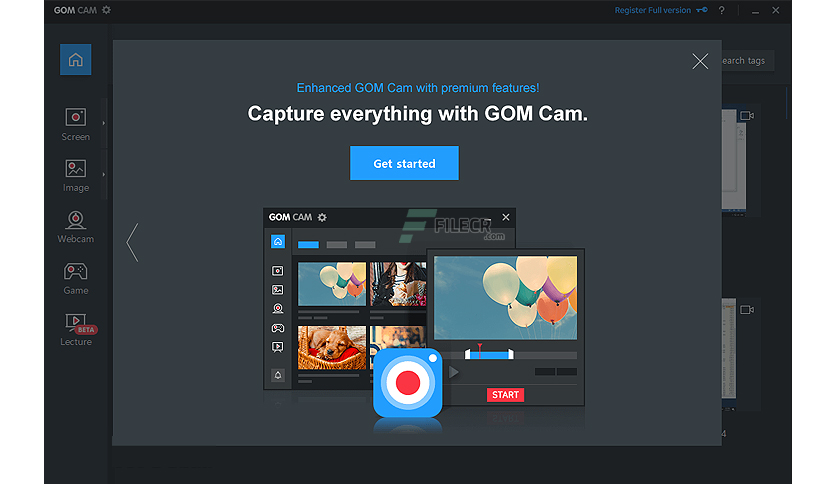 GOM CAM
Register Full version
?
earch tags
Enhanced GOM Cam with premium features!
Capture everything with GOM Cam.
Get started
Screen
Image
Webcam
Game
BETA
Lecture
GOM CAM
FILECR
.com
START
4